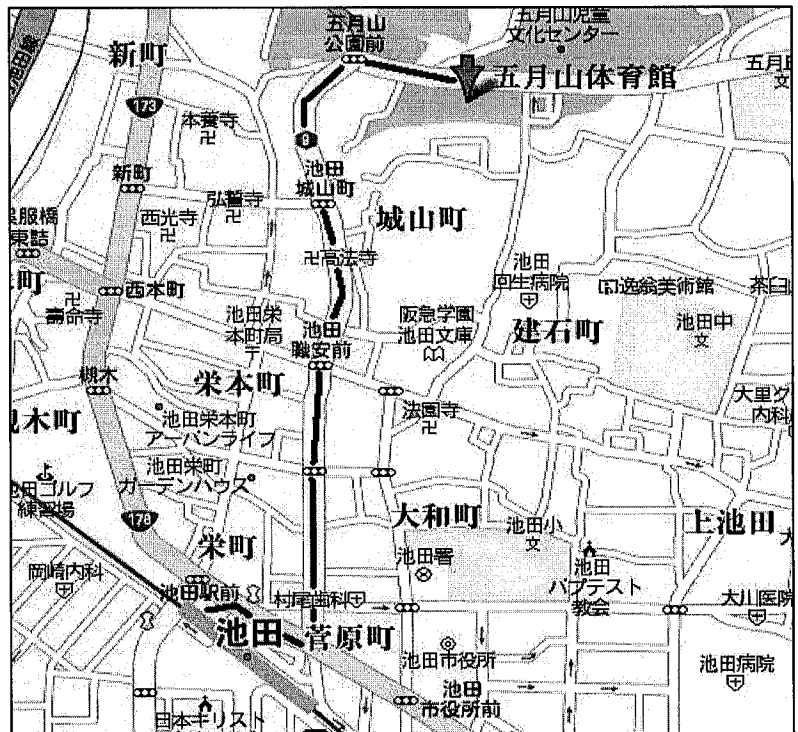 五月山
公園前
五月山児童
文化センター
新町
五月山体育館
五月
文
173
本養寺
9
池田
城山町
新町
弘誓寺
西光寺
城山町
呉服橋
東詰
高法寺
池田
回生病院
逸翁美術館
茶臼
西本町
壽命寺
池田栄
本町局
池田
職安前
阪急学園
池田文庫
建石町
池田中
文
槻木
栄本町
法園寺
大里ク
内科
槻木町
池田栄本町
アーバンライフ
池田栄町
ガーデンハウス
池田ゴルフ
練習場
176
大和町
池田小
文
上池田
栄町
池田署
池田
バプテスト
教会
岡崎内科
池田駅前
村尾歯科
大川医院
池田
菅原町
池田市役所
池田病院
池田
市役所前
日本キリスト